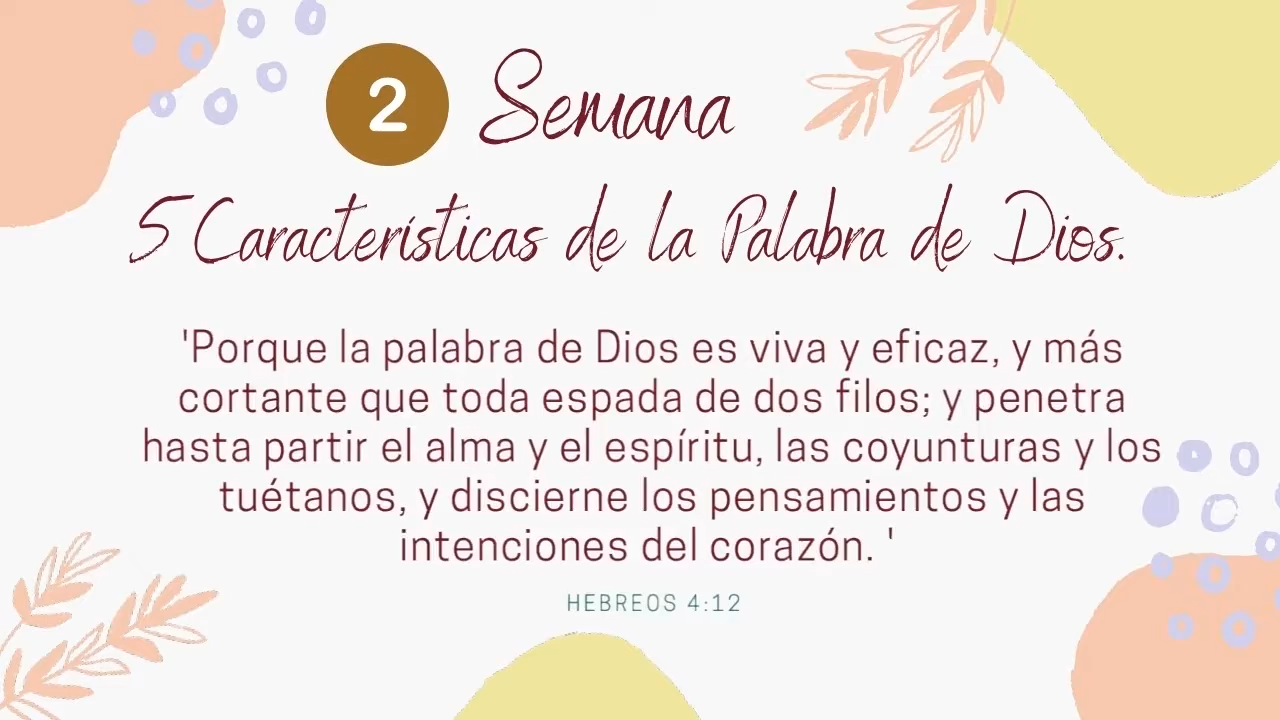 2 Semana
5 Características de la Palabra de Dios.
'Porque la palabra de Dios es viva y eficaz, y más
cortante que toda espada de dos filos; y penetra
hasta partir el alma y el espíritu, las coyunturas y los
tuétanos, y discierne los pensamientos y las
intenciones del corazón. '
HEBREOS 4:12